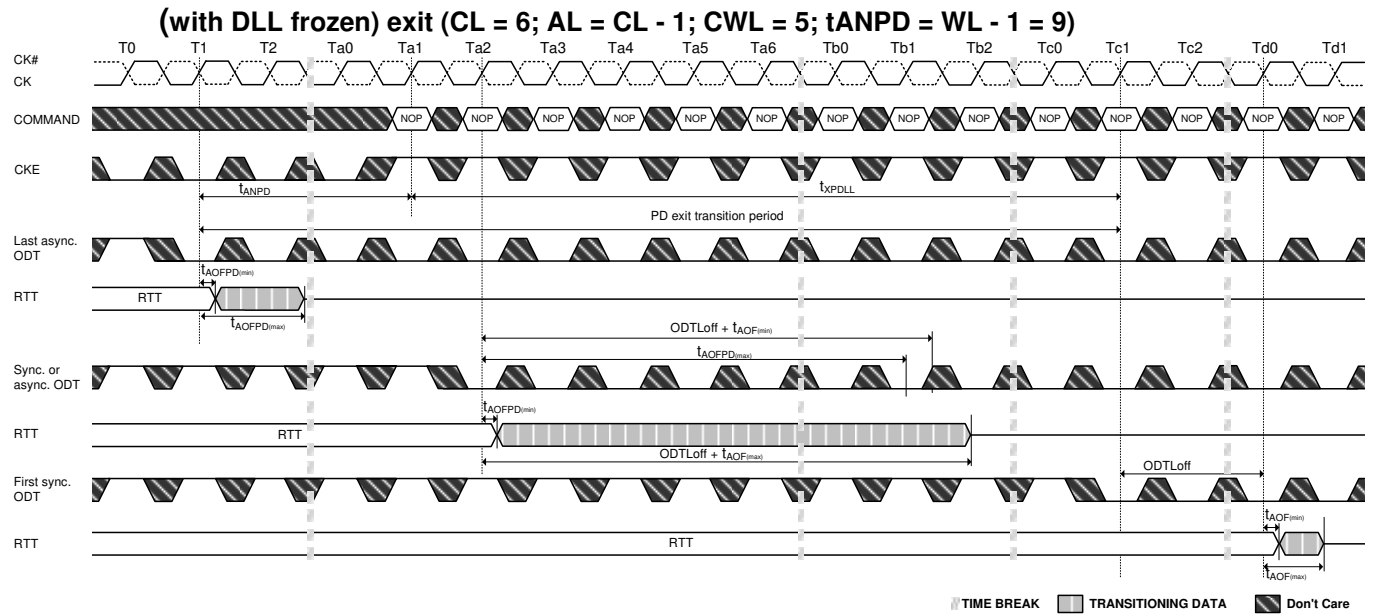 (with DLL frozen) exit (CL = 6; AL = CL - 1; CWL = 5; tANPD = WL - 1 = 9)
T0 T1 T2 Ta0 Ta1 Ta2 Ta3 Ta4 Ta5 Ta6 Tb0 Tb1 Tb2 Tc0 Tc1 Tc2 Td0 Td1
CK#
CK
COMMAND NOP NOP NOP NOP NOP NOP NOP NOP NOP NOP NOP NOP NOP NOP
CKE
tANPD tXPDLL
PD exit transition period
Last async.
ODT
tAOFPD(min)
RTT RTT
tAOFPD(max)
ODTLoff + tAOF(min)
tAOFPD(max)
Sync. or
async. ODT
tAOFPD(min)
RTT RTT
ODTLoff + tAOF(max)
ODTLoff
First sync.
ODT
tAOF(min)
RTT RTT
tAOF(max)
TIME BREAK TRANSITIONING DATA Don't Care